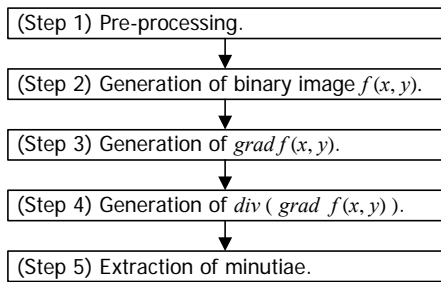 (Step 1) Pre-processing.
(Step 2) Generation of binary image f(x, y).
(Step 3) Generation of grad f(x, y).
(Step 4) Generation of div ( grad f(x, y) ).
(Step 5) Extraction of minutiae.